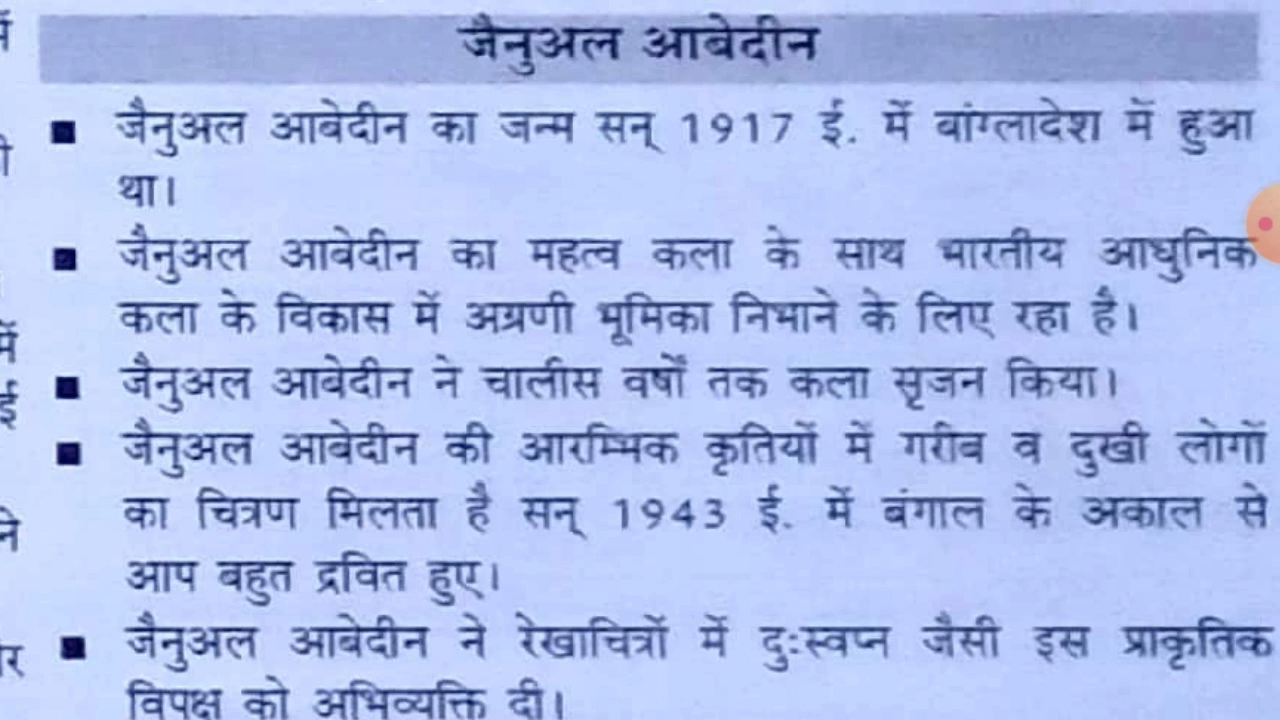 जैनुअल आबेदीन
■ जैनुअल आबेदीन का जन्म सन् 1917 ई. में बांग्लादेश में हुआ
था।
■ जैनुअल आबेदीन का महत्व कला के साथ भारतीय आधुनिक
कला के विकास में अग्रणी भूमिका निभाने के लिए रहा है।
■ जैनुअल आबेदीन ने चालीस वर्षों तक कला सृजन किया।
■ जैनुअल आबेदीन की आरम्भिक कृतियों में गरीब व दुखी लोगों
का चित्रण मिलता है सन् 1943 ई. में बंगाल के अकाल से
आप बहुत द्रवित हुए।
■ जैनुअल आबेदीन ने रेखाचित्रों में दुःस्वप्न जैसी इस प्राकृतिक
विपक्ष को अभिव्यक्ति दी।